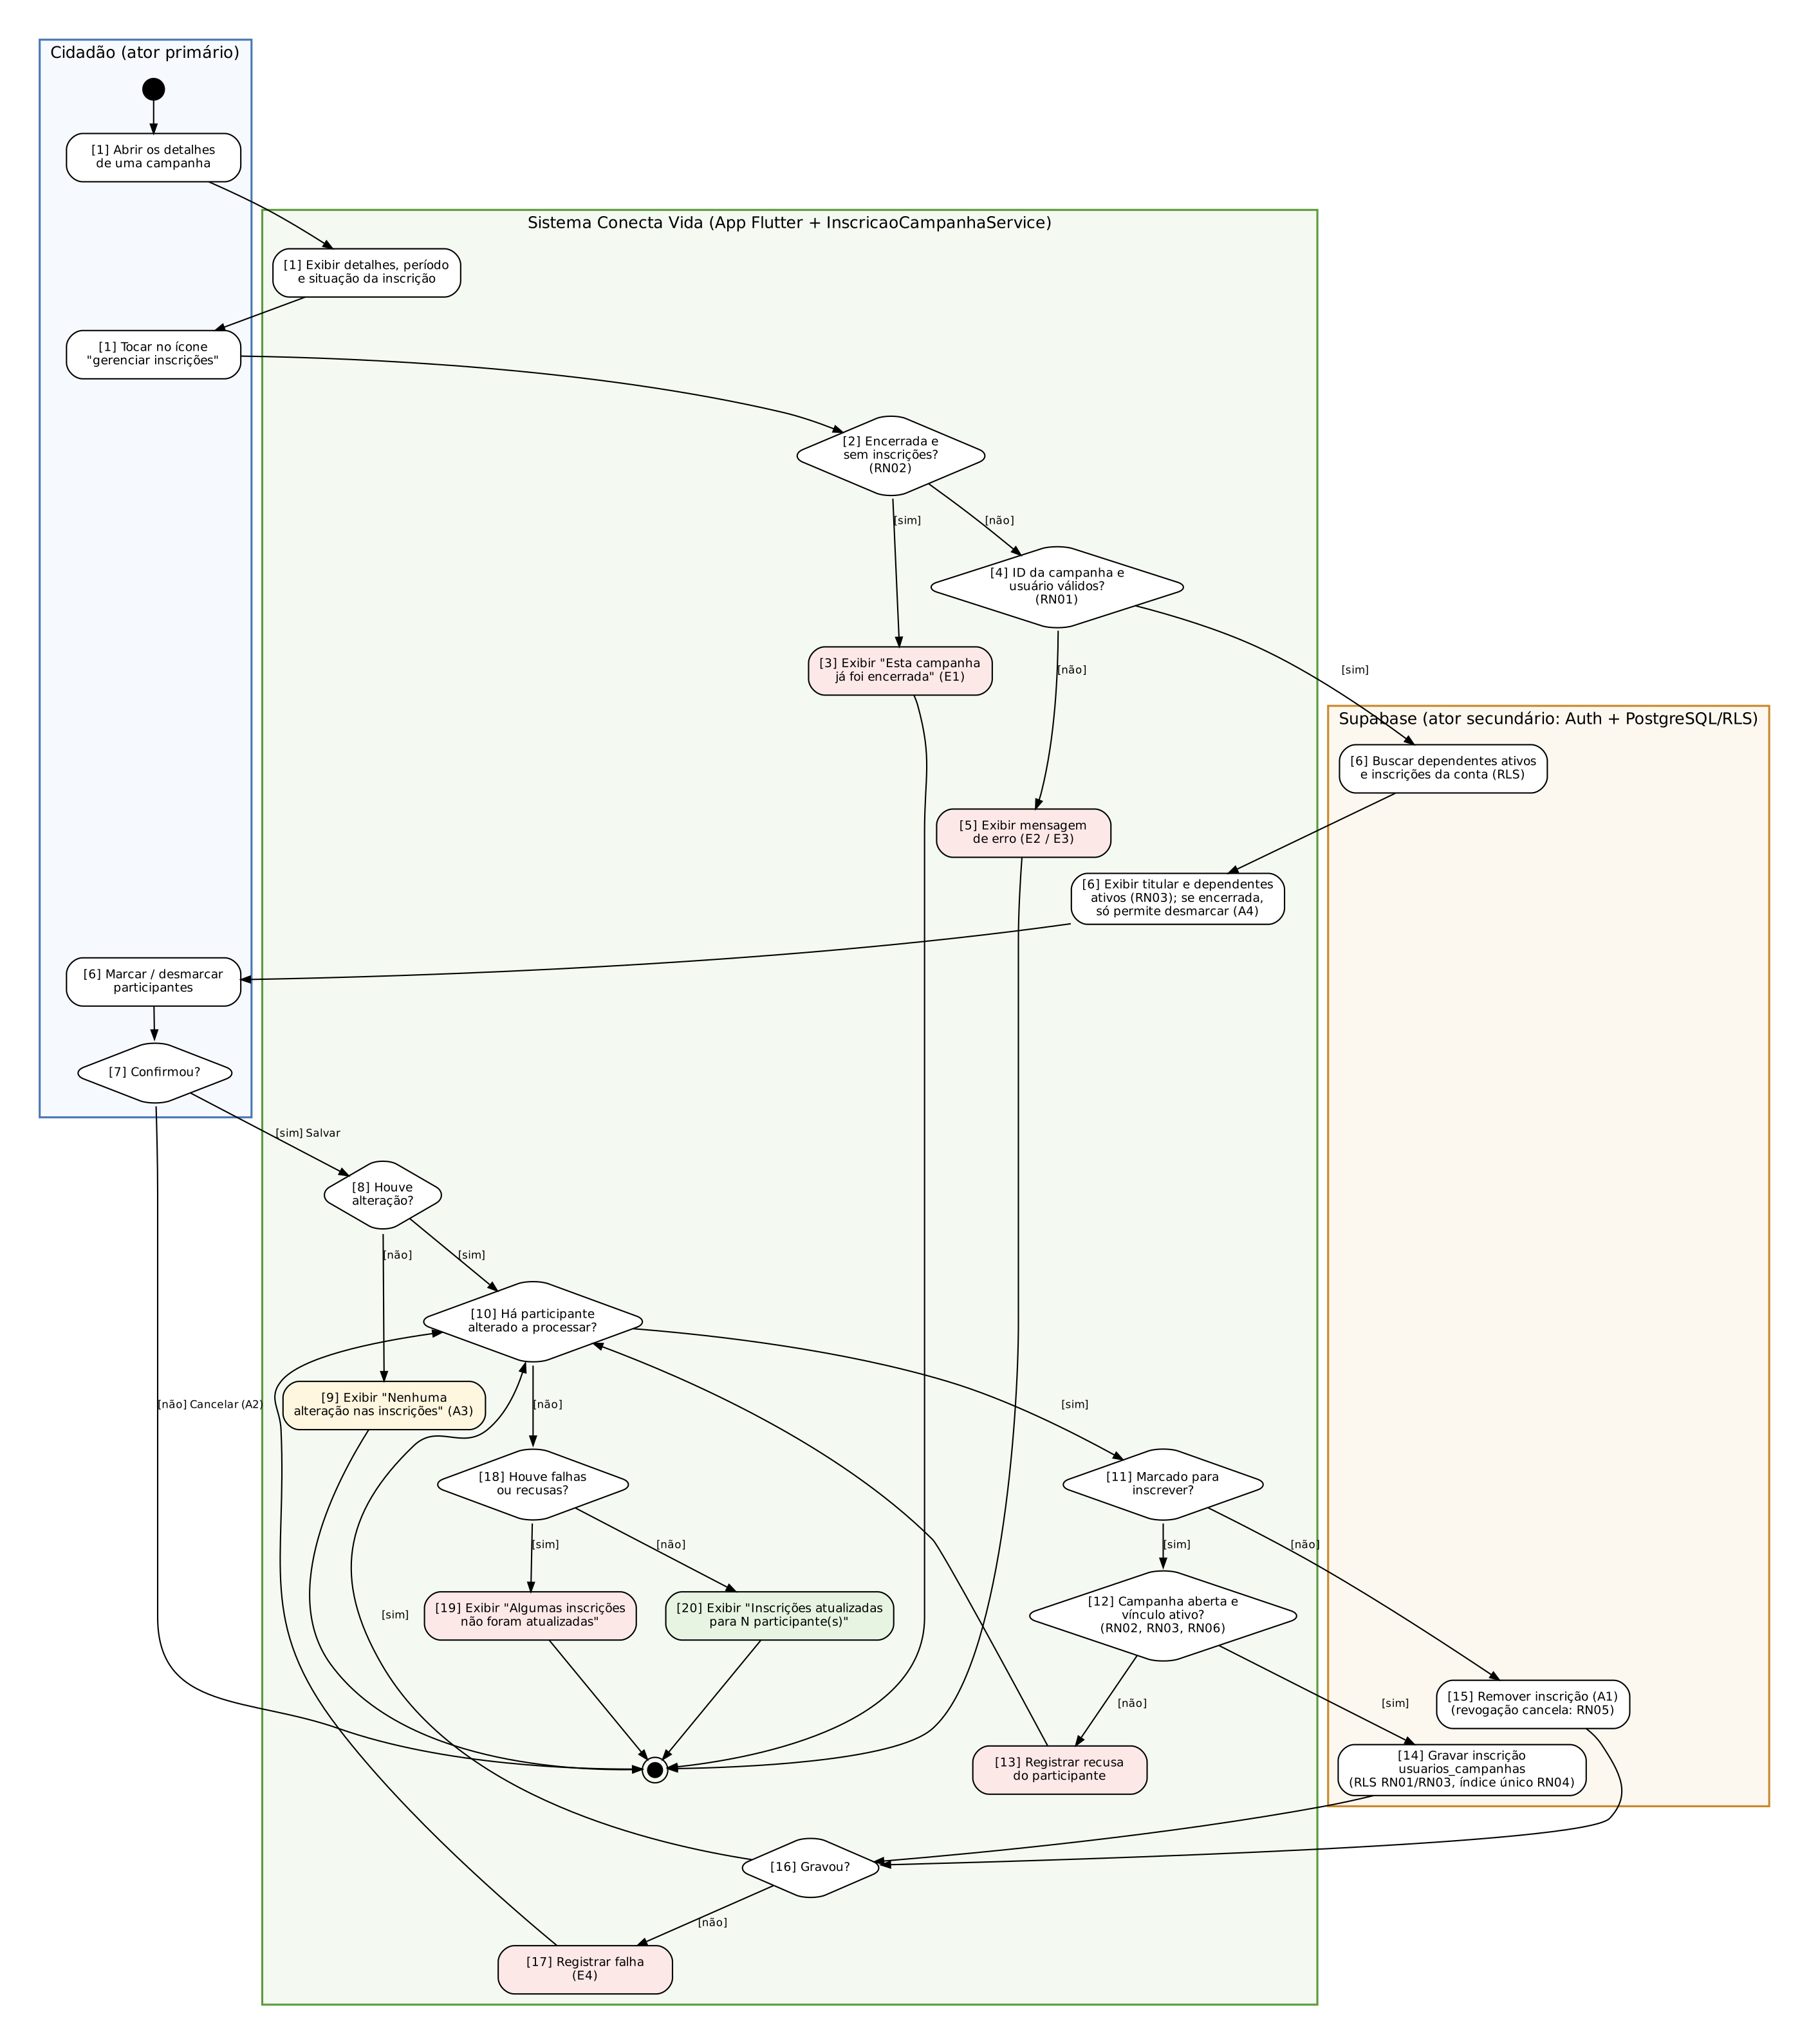 Cidadão (ator primário)
[1] Abrir os detalhes
de uma campanha
Sistema Conecta Vida (App Flutter + InscricaoCampanhaService)
[1] Exibir detalhes, período
e situação da inscrição
[1] Tocar no ícone
"gerenciar inscrições"
[2] Encerrada e
sem inscrições?
(RN02)
[sim]
[não]
[4] ID da campanha e
usuário válidos?
(RN01)
[3] Exibir "Esta campanha
já foi encerrada" (E1)
[não]
[sim]
Supabase (ator secundário: Auth + PostgreSQL/RLS)
[6] Buscar dependentes ativos
e inscrições da conta (RLS)
[5] Exibir mensagem
de erro (E2 / E3)
[6] Exibir titular e dependentes
ativos (RN03); se encerrada,
só permite desmarcar (A4)
[6] Marcar / desmarcar
participantes
[7] Confirmou?
[sim] Salvar
[8] Houve
alteração?
[não]
[sim]
[10] Há participante
alterado a processar?
[não] Cancelar (A2)
[9] Exibir "Nenhuma
alteração nas inscrições" (A3)
[não]
[sim]
[18] Houve falhas
ou recusas?
[11] Marcado para
inscrever?
[sim]
[não]
[sim]
[não]
[sim]
[19] Exibir "Algumas inscrições
não foram atualizadas"
[20] Exibir "Inscrições atualizadas
para N participante(s)"
[12] Campanha aberta e
vínculo ativo?
(RN02, RN03, RN06)
[não]
[sim]
[15] Remover inscrição (A1)
(revogação cancela: RN05)
[13] Registrar recusa
do participante
[14] Gravar inscrição
usuarios_campanhas
(RLS RN01/RN03, índice único RN04)
[16] Gravou?
[não]
[17] Registrar falha
(E4)